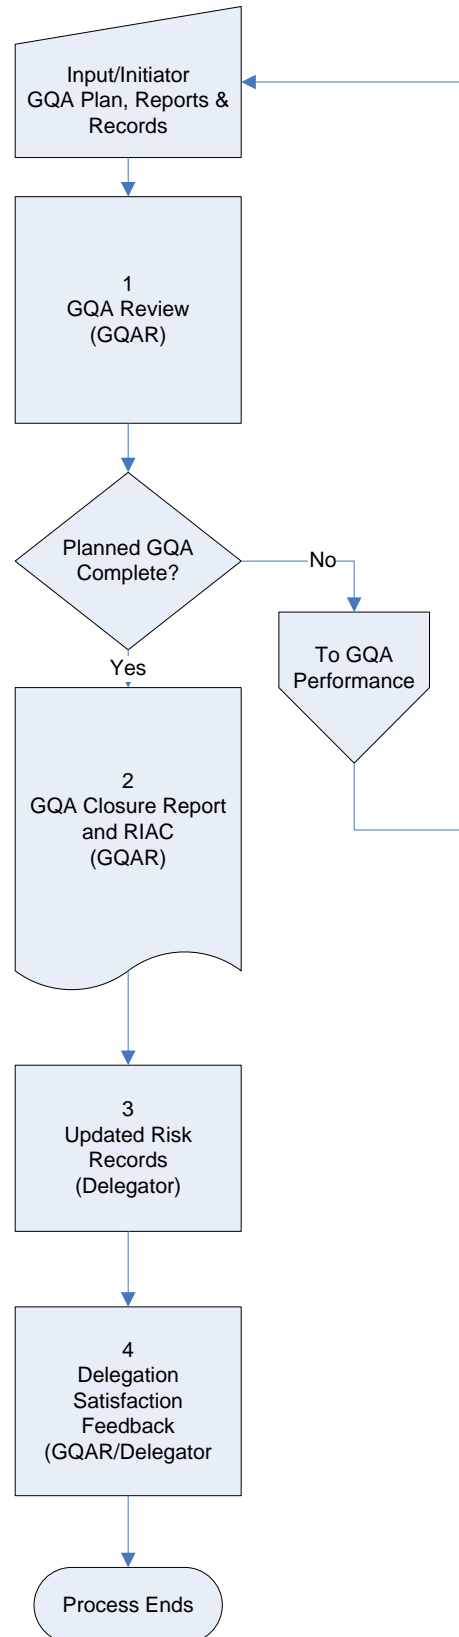 Input/Initiator
GQA Plan, Reports &
Records
1
GQA Review
(GQAR)
Planned GQA
Complete?
No
To GQA
Performance
Yes
2
GQA Closure Report
and RIAC
(GQAR)
3
Updated Risk
Records
(Delegator)
4
Delegation
Satisfaction
Feedback
(GQAR/Delegator
Process Ends